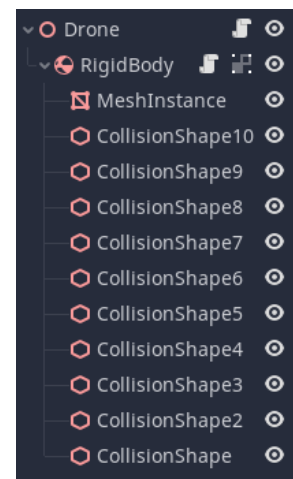 Drone
RigidBody
MeshInstance
CollisionShape10
CollisionShape9
CollisionShape8
CollisionShape7
CollisionShape6
CollisionShape5
CollisionShape4
CollisionShape3
CollisionShape2
CollisionShape